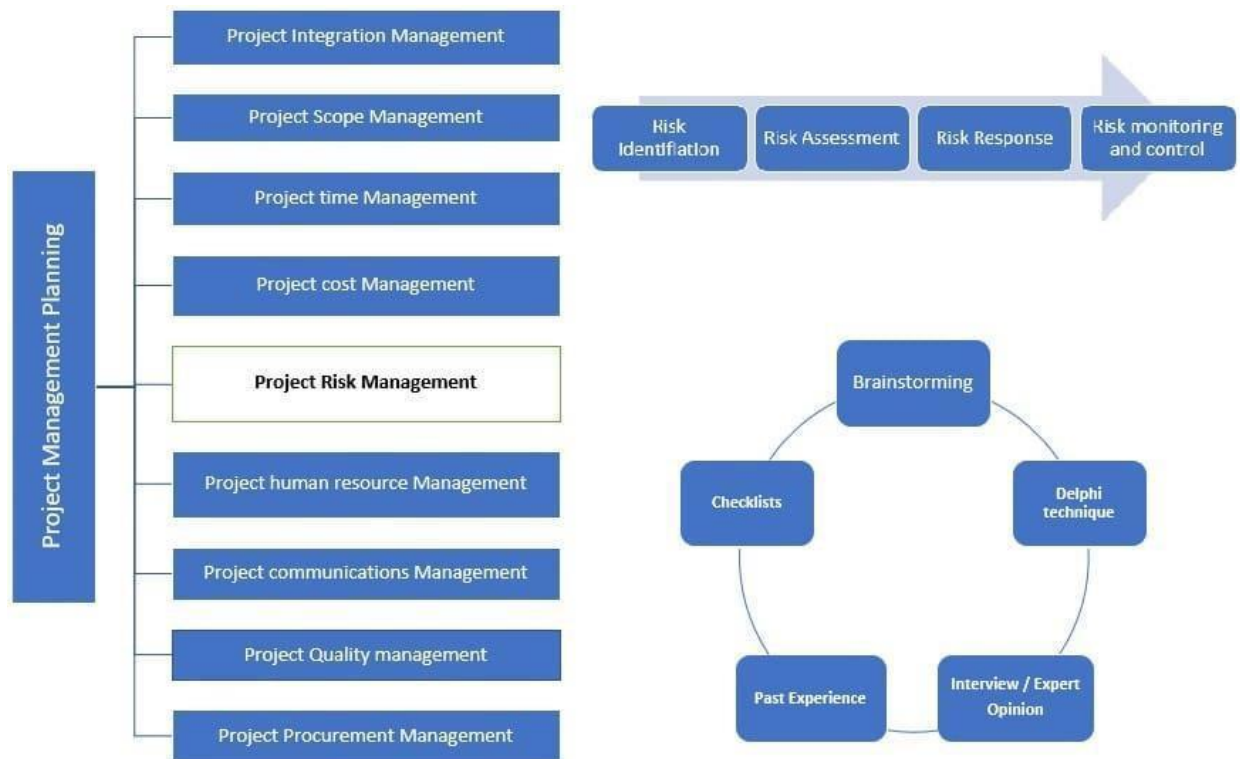 Project Management Planning
Project Integration Management
Project Scope Management
Project time Management
Project cost Management
Project Risk Management
Project human resource Management
Project communications Management
Project Quality management
Project Procurement Management
Risk
Identifiation
Risk Assessment
Risk Response
Risk monitoring
and control
Brainstorming
Delphi
technique
Interview / Expert
Opinion
Past Experience
Checklists